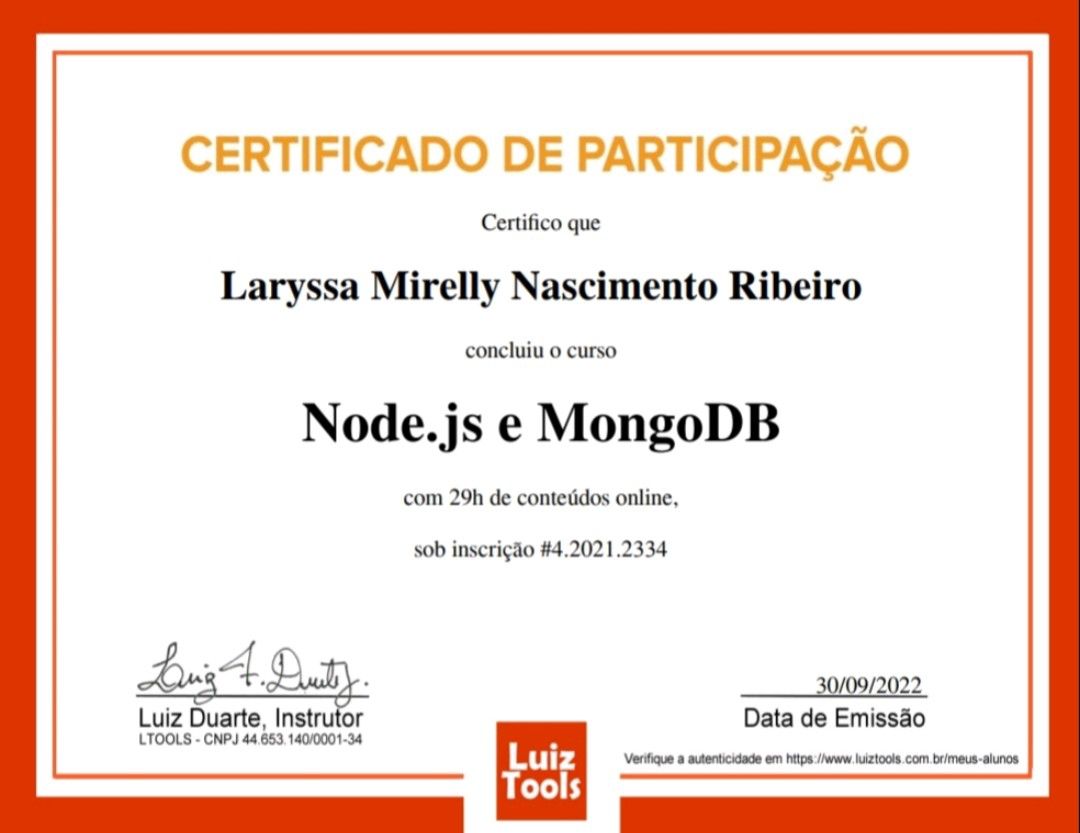 CERTIFICADO DE PARTICIPAÇÃO
Certifico que
Laryssa Mirelly Nascimento Ribeiro
concluiu o curso
Node.js e MongoDB
com 29h de conteúdos online,
sob inscrição #4.2021.2334
Luiz F. Duarte Jr.
Luiz Duarte, Instrutor
LTOOLS - CNPJ 44.653.140/0001-34
30/09/2022
Data de Emissão
Verifique a autenticidade em https://www.luiztools.com.br/meus-alunos
Luiz
Tools